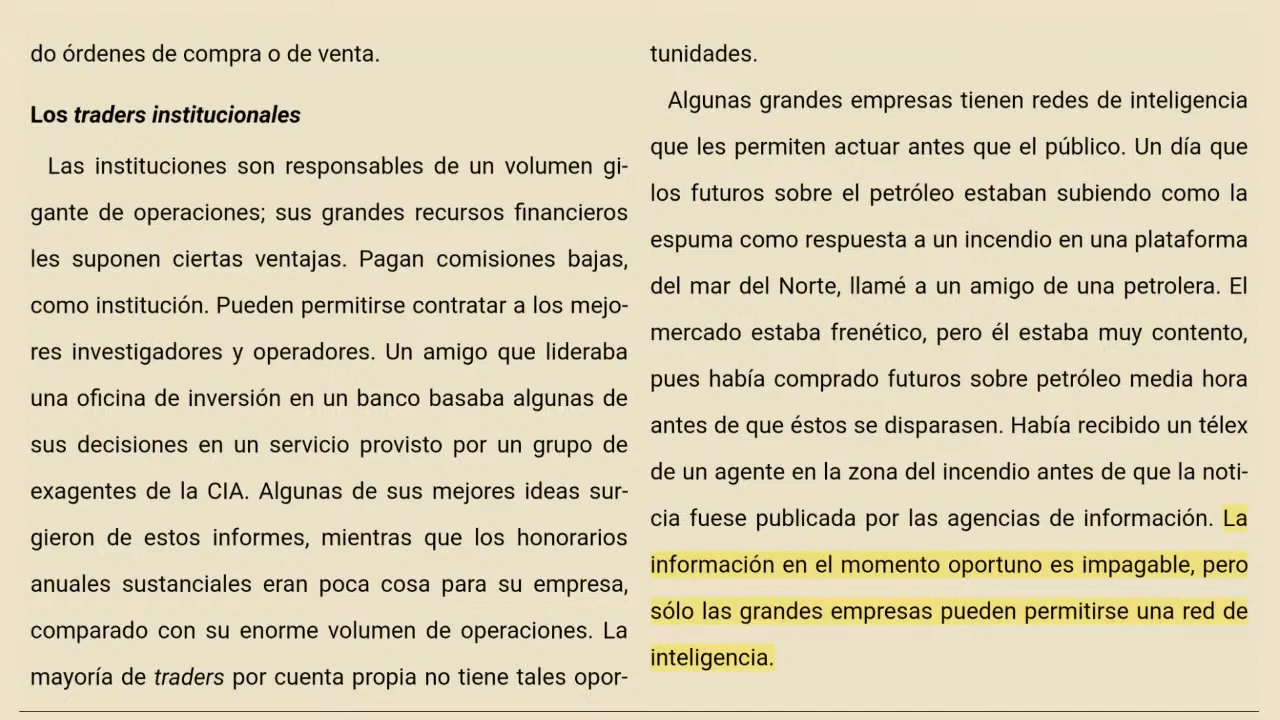 do órdenes de compra o de venta.
Los traders institucionales
Las instituciones son responsables de un volumen gi-
gante de operaciones; sus grandes recursos financieros
les suponen ciertas ventajas. Pagan comisiones bajas,
como institución. Pueden permitirse contratar a los mejo-
res investigadores y operadores. Un amigo que lideraba
una oficina de inversión en un banco basaba algunas de
sus decisiones en un servicio provisto por un grupo de
exagentes de la CIA. Algunas de sus mejores ideas sur-
gieron de estos informes, mientras que los honorarios
anuales sustanciales eran poca cosa para su empresa,
comparado con su enorme volumen de operaciones. La
mayoría de traders por cuenta propia no tiene tales opor-
tunidades.
Algunas grandes empresas tienen redes de inteligencia
que les permiten actuar antes que el público. Un día que
los futuros sobre el petróleo estaban subiendo como la
espuma como respuesta a un incendio en una plataforma
del mar del Norte, llamé a un amigo de una petrolera. El
mercado estaba frenético, pero él estaba muy contento,
pues había comprado futuros sobre petróleo media hora
antes de que éstos se disparasen. Había recibido un télex
de un agente en la zona del incendio antes de que la noti-
cia fuese publicada por las agencias de información. La
información en el momento oportuno es impagable, pero
sólo las grandes empresas pueden permitirse una red de
inteligencia.